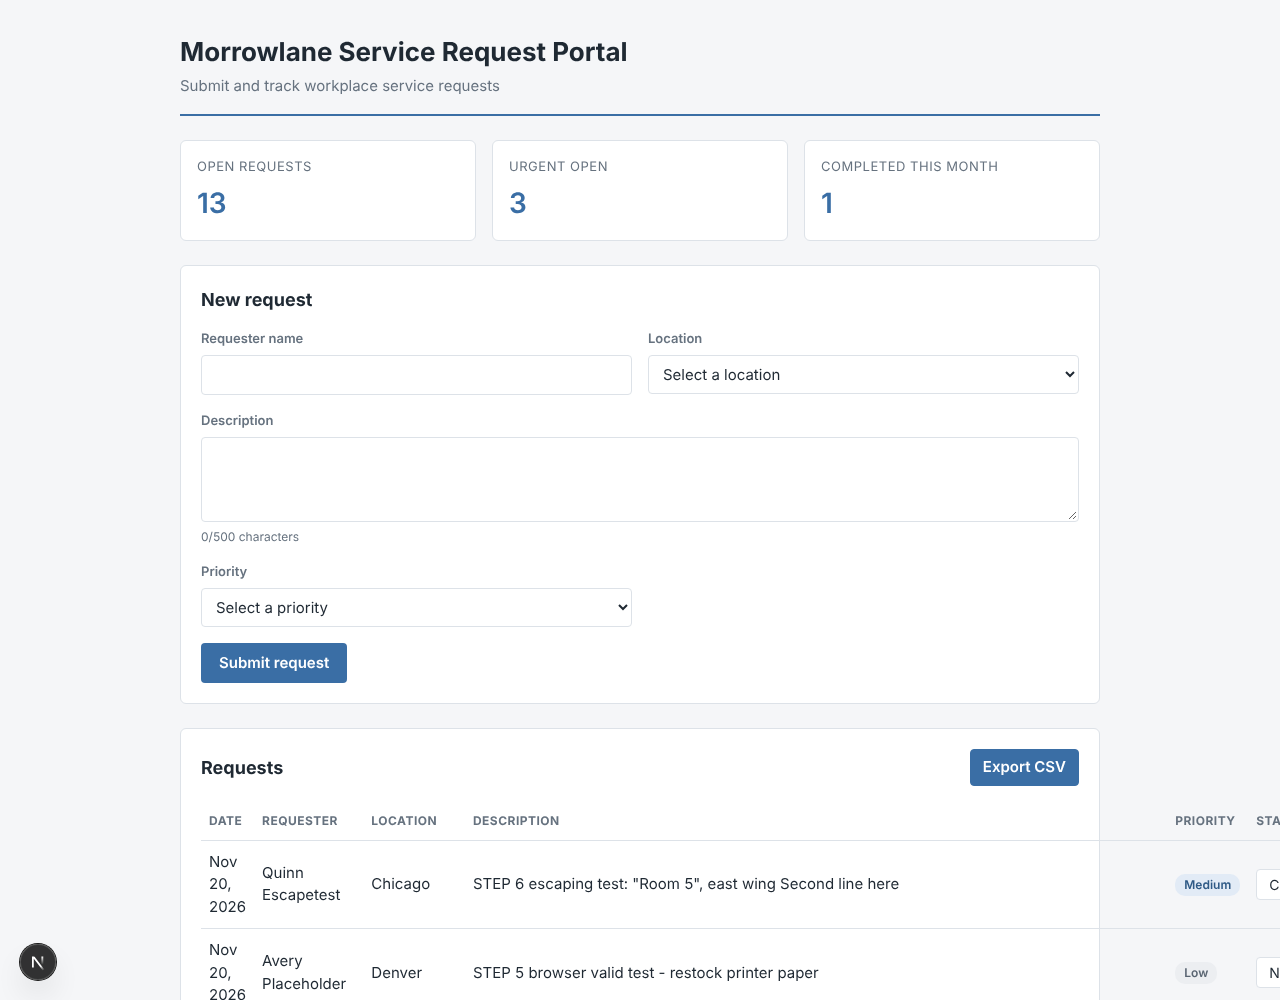 Morrowlane Service Request Portal
Submit and track workplace service requests
OPEN REQUESTS
13
URGENT OPEN
3
COMPLETED THIS MONTH
1
New request
Requester name
Location
Select a location
Description
0/500 characters
Priority
Select a priority
Submit request
Requests
Export CSV
DATE REQUESTER LOCATION DESCRIPTION PRIORITY STA
Nov
20,
2026
Quinn
Escapetest
Chicago
STEP 6 escaping test: "Room 5", east wing Second line here
Medium
C
Nov
20,
2026
Avery
Placeholder
Denver
STEP 5 browser valid test - restock printer paper
Low
N
N